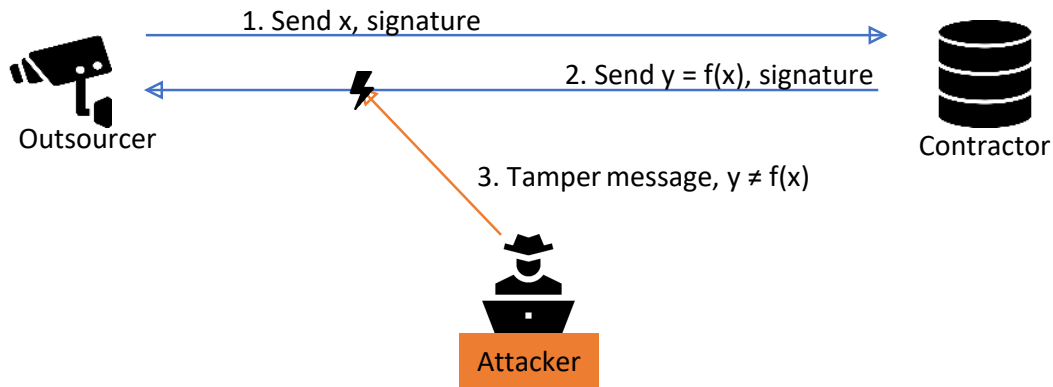 1. Send x, signature
2. Send y = f(x), signature
Outsourcer
Contractor
3. Tamper message, y ≠ f(x)
Attacker